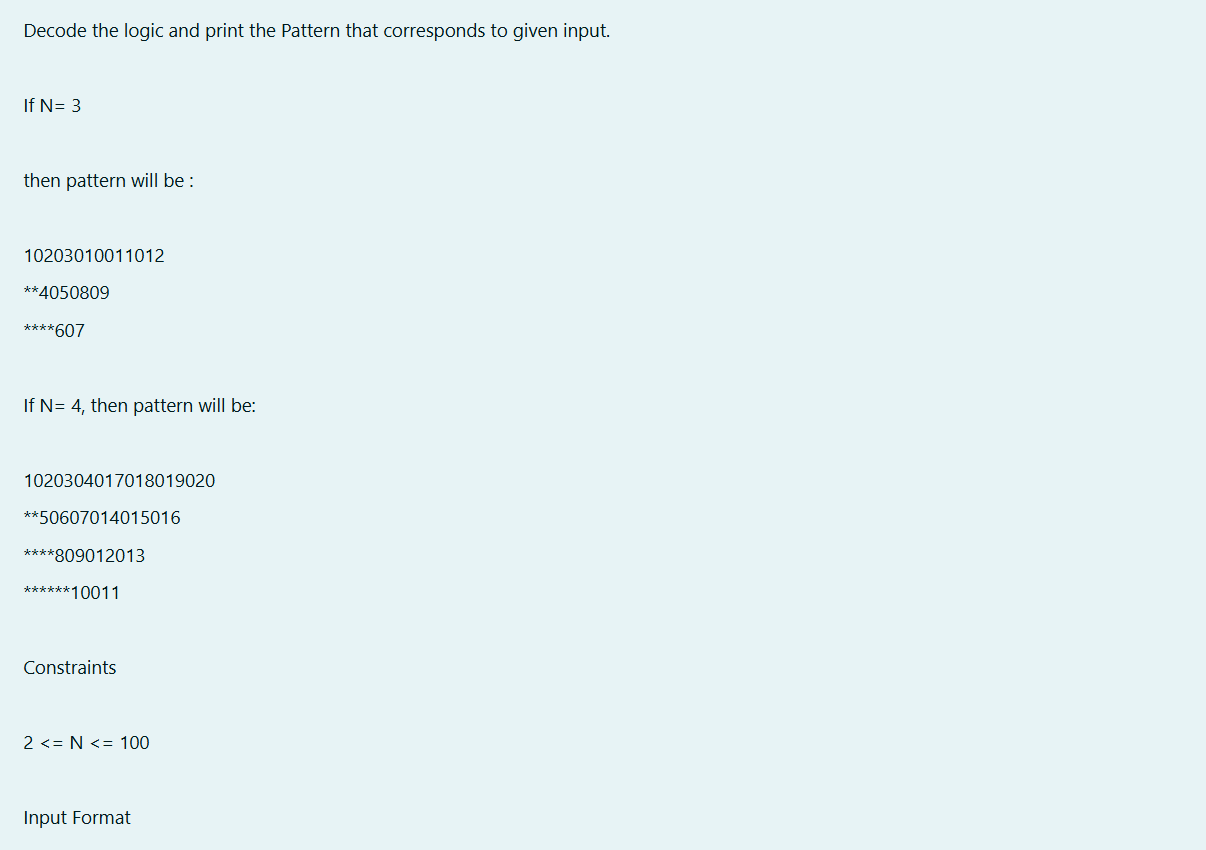 Decode the logic and print the Pattern that corresponds to given input.
If N= 3
then pattern will be :
10203010011012
**4050809
****607
If N= 4, then pattern will be:
1020304017018019020
**50607014015016
****809012013
******10011
Constraints
2 <= N <= 100
Input Format